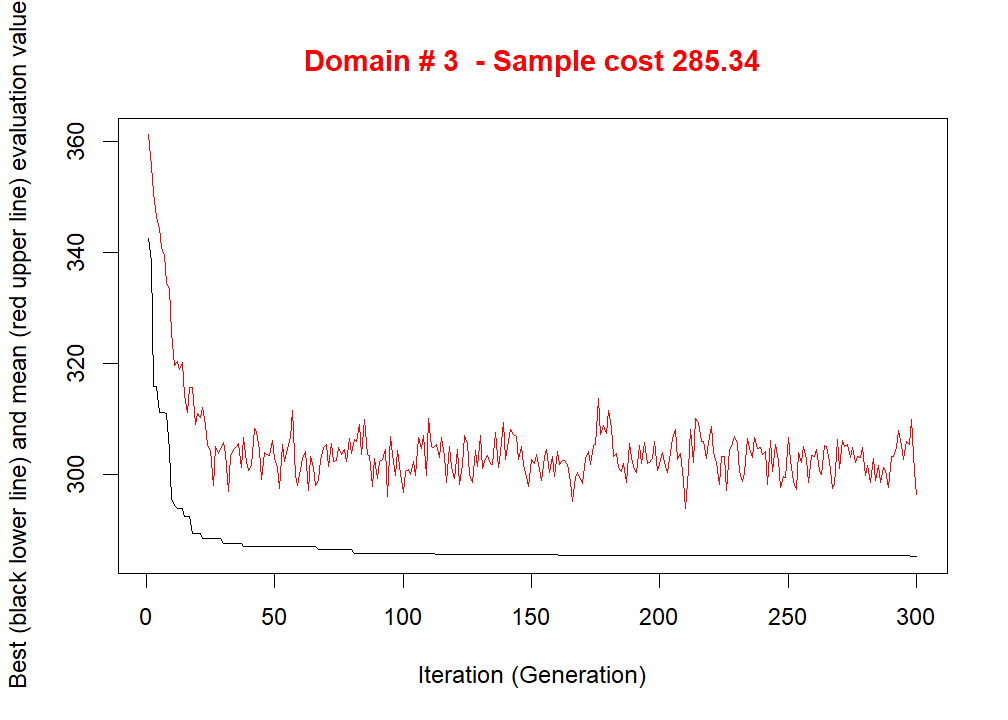 Domain # 3  - Sample cost 285.34
Best (black lower line) and mean (red upper line) evaluation value
360
340
320
300
0 50 100 150 200 250 300
Iteration (Generation)